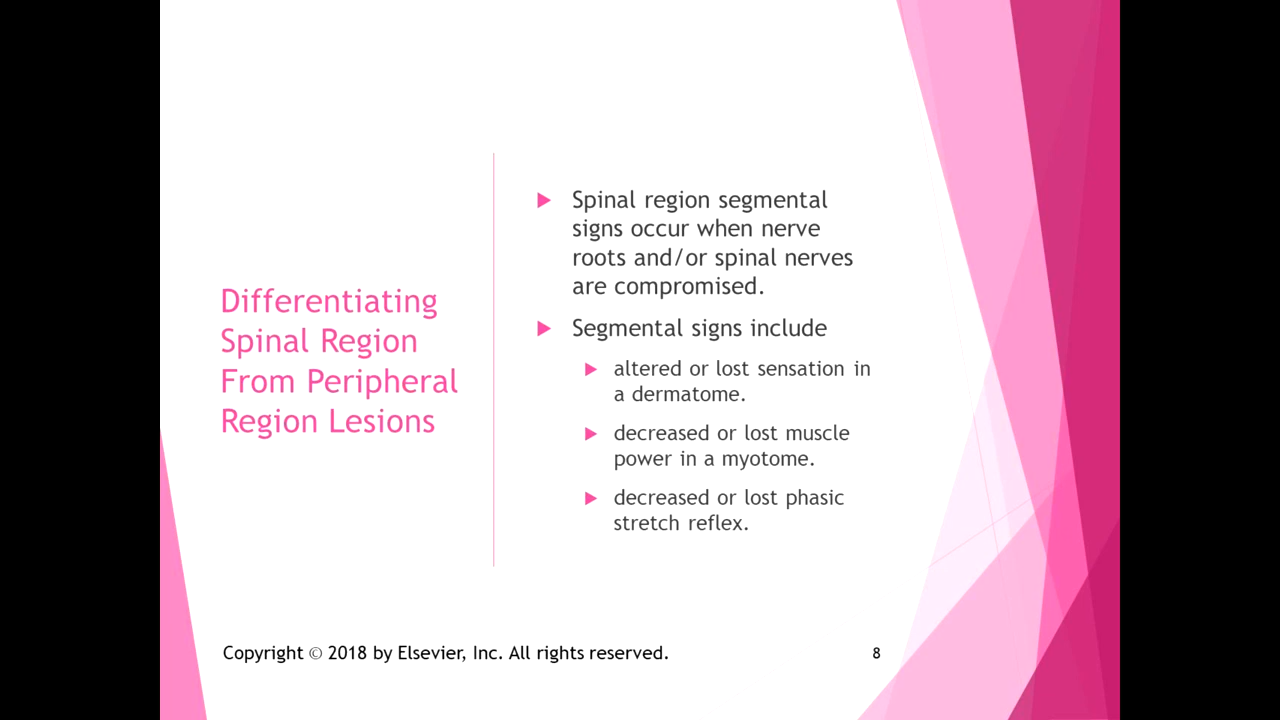 Differentiating
Spinal Region
From Peripheral
Region Lesions
Spinal region segmental
signs occur when nerve
roots and/or spinal nerves
are compromised.
Segmental signs include
altered or lost sensation in
a dermatome.
decreased or lost muscle
power in a myotome.
decreased or lost phasic
stretch reflex.
Copyright © 2018 by Elsevier, Inc. All rights reserved.
8